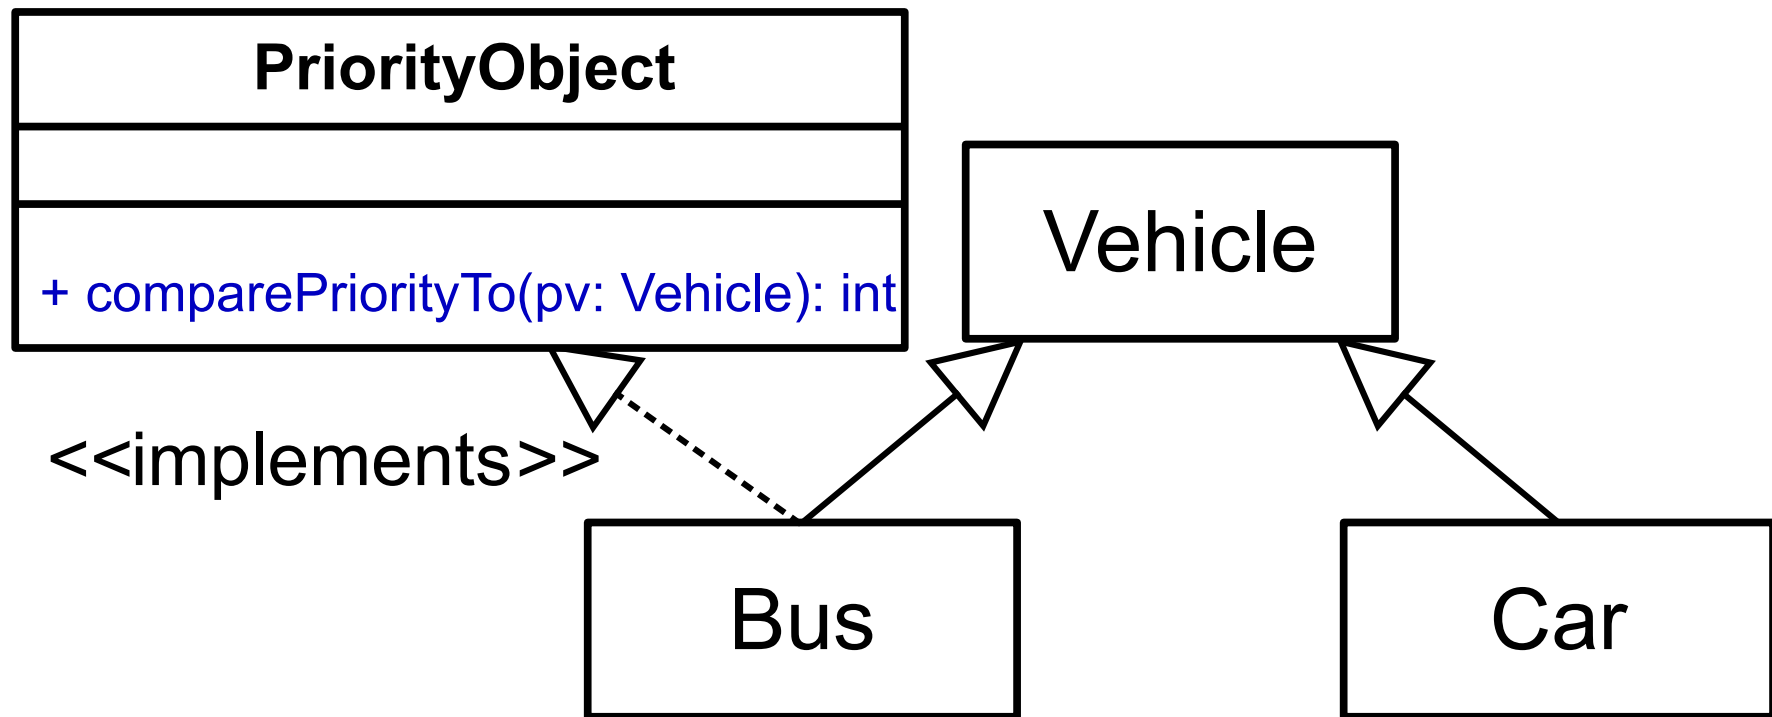 PriorityObject
+ comparePriorityTo(pv: Vehicle): int
Vehicle
<<implements>>
Bus
Car